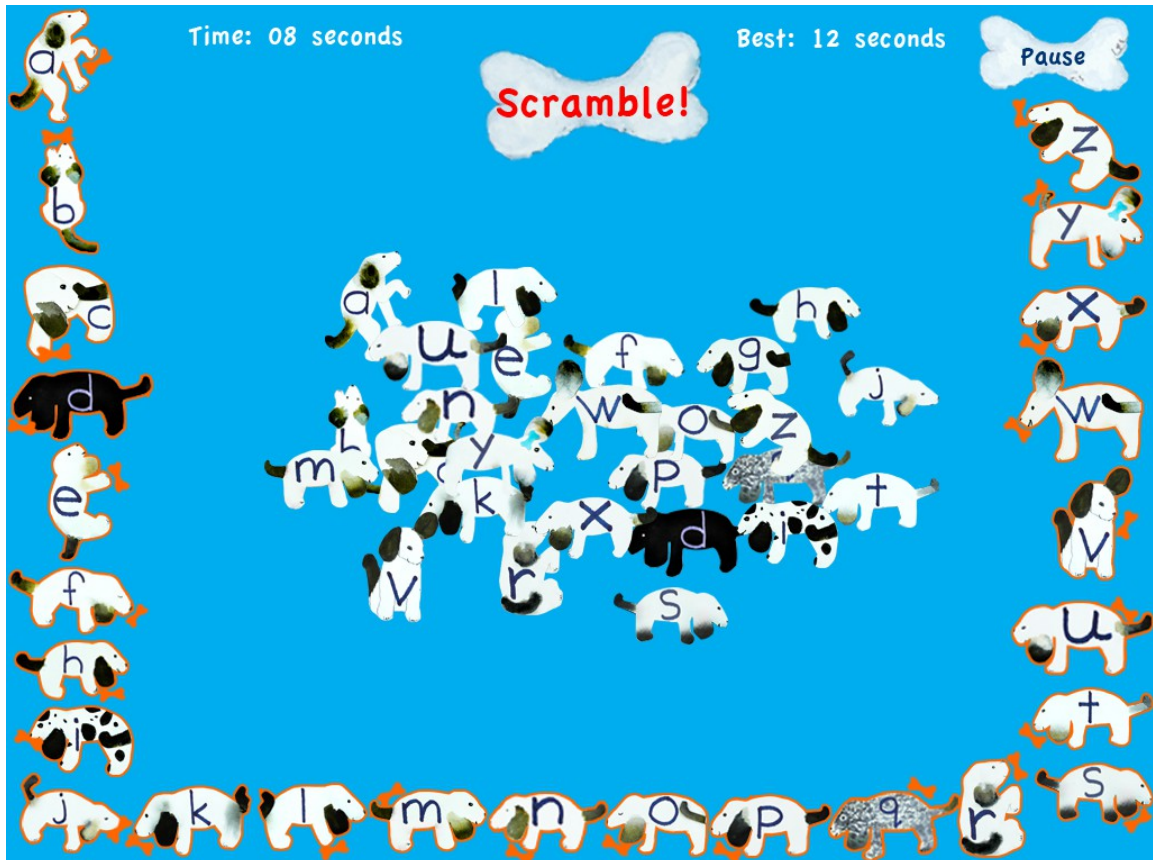 Time: 08 seconds
Best: 12 seconds
Pause
Scramble!
a
b
c
d
e
f
h
i
j
k
l
m
n
o
p
q
r
s
t
u
v
w
x
y
z
a
l
h
u
e
f
g
j
n
w
o
z
b
m
y
p
t
k
x
d
i
v
r
s